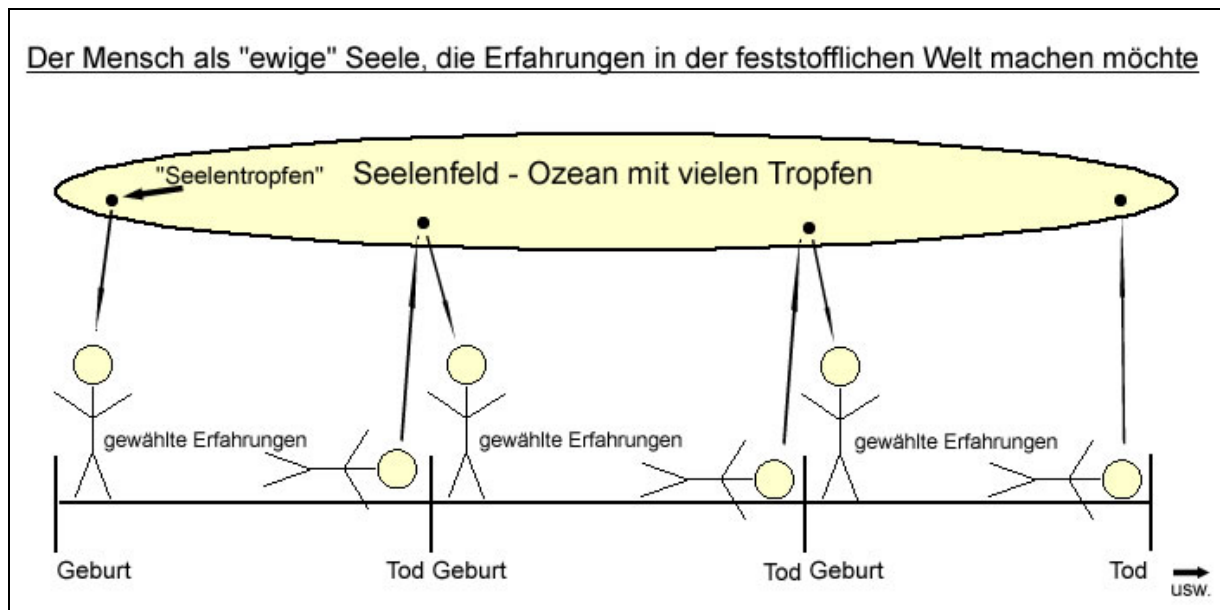 Der Mensch als "ewige" Seele, die Erfahrungen in der feststofflichen Welt machen möchte
"Seelentropfen" Seelenfeld - Ozean mit vielen Tropfen
gewählte Erfahrungen gewählte Erfahrungen gewählte Erfahrungen
Geburt Tod Geburt Tod Geburt Tod
usw.